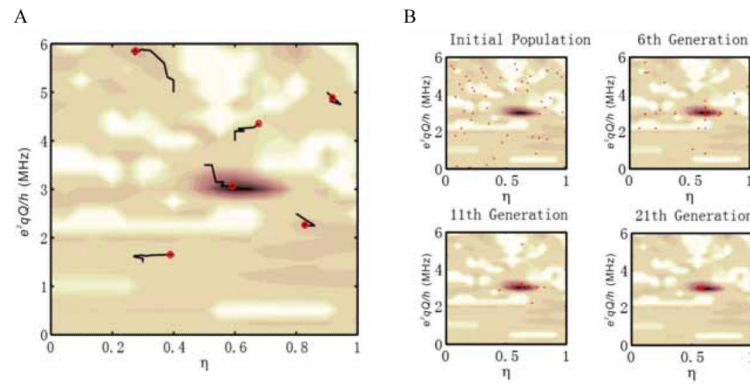 A
6
5
4
3
2
1
0
e²qQ/h (MHz)
0 0.2 0.4 0.6 0.8 1
η
B
Initial Population
6
4
2
0
e²qQ/h (MHz)
0 0.5 1
η
6th Generation
6
4
2
0
e²qQ/h (MHz)
0 0.5 1
η
11th Generation
6
4
2
0
e²qQ/h (MHz)
0 0.5 1
η
21th Generation
6
4
2
0
e²qQ/h (MHz)
0 0.5 1
η